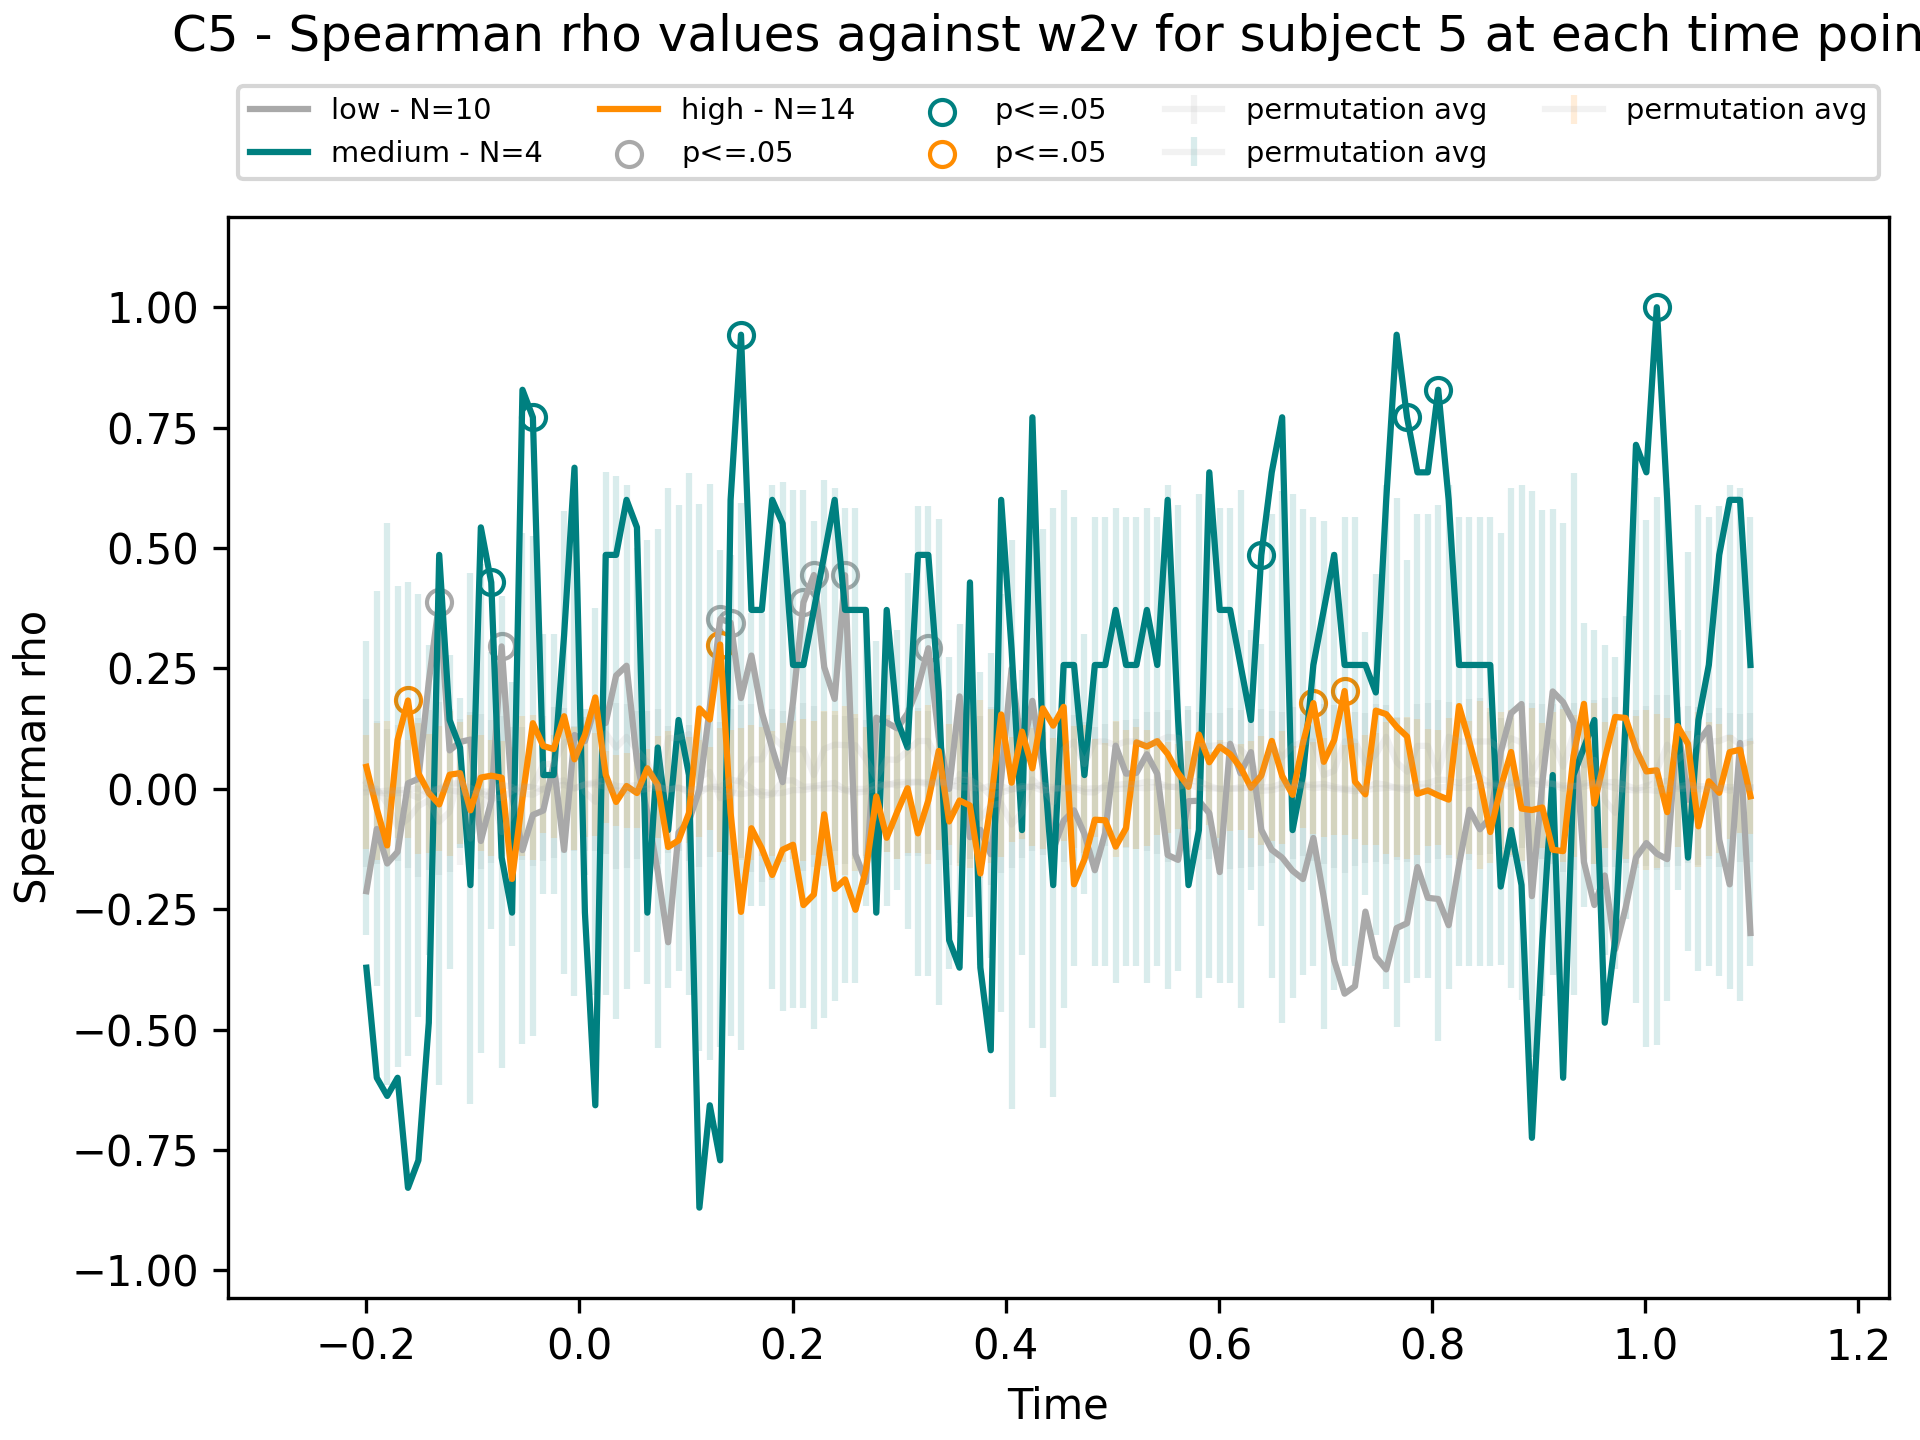 C5 - Spearman rho values against w2v for subject 5 at each time poin
low - N=10 high - N=14 p<=.05 permutation avg permutation avg
medium - N=4 p<=.05 p<=.05 permutation avg
1.00
0.75
0.50
0.25
0.00
−0.25
−0.50
−0.75
−1.00
Spearman rho
−0.2 0.0 0.2 0.4 0.6 0.8 1.0 1.2
Time